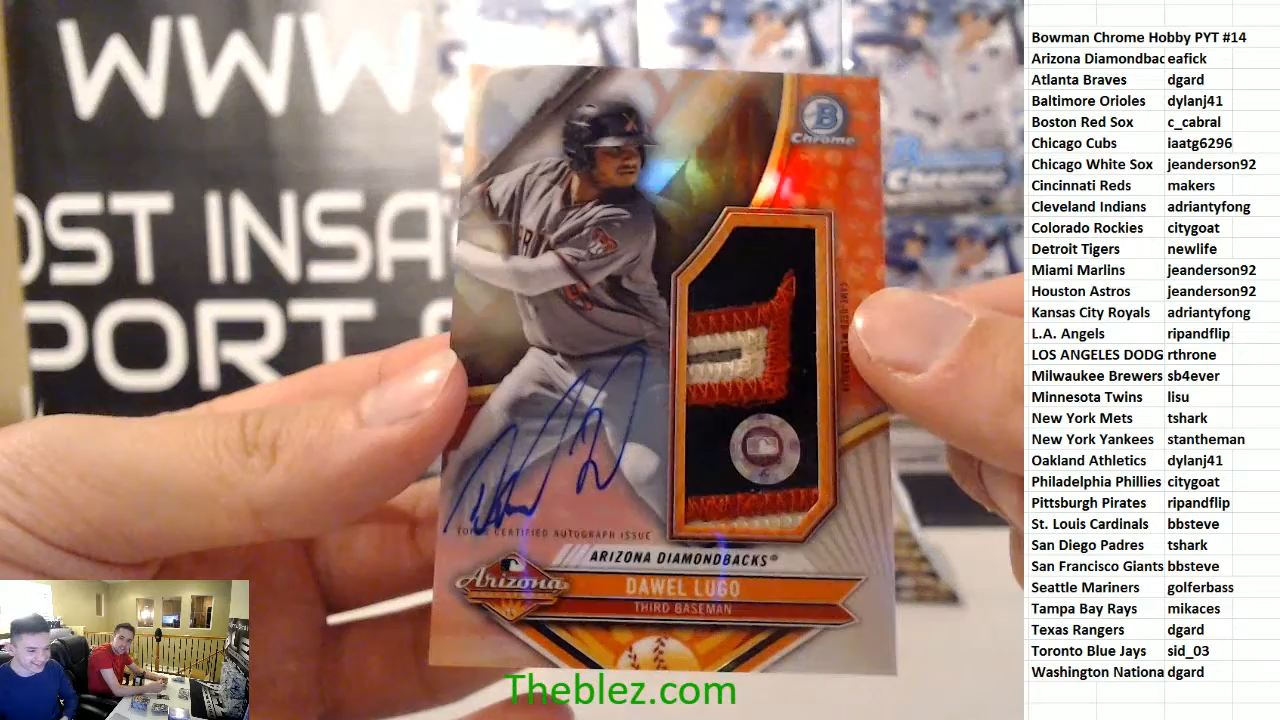 WWW.
OST INSA
PORT
B
Chrome
Chrome
TOPPS CERTIFIED AUTOGRAPH ISSUE
ARIZONA DIAMONDBACKS®
Arizona
DAWEL LUGO
THIRD BASEMAN
Theblez.com
Bowman Chrome Hobby PYT #14
Arizona Diamondbac eafick
Atlanta Braves dgard
Baltimore Orioles dylanj41
Boston Red Sox c_cabral
Chicago Cubs iaatg6296
Chicago White Sox jeanderson92
Cincinnati Reds makers
Cleveland Indians adriantyfong
Colorado Rockies citygoat
Detroit Tigers newlife
Miami Marlins jeanderson92
Houston Astros jeanderson92
Kansas City Royals adriantyfong
L.A. Angels ripandflip
LOS ANGELES DODG rthrone
Milwaukee Brewers sb4ever
Minnesota Twins lisu
New York Mets tshark
New York Yankees stantheman
Oakland Athletics dylanj41
Philadelphia Phillies citygoat
Pittsburgh Pirates ripandflip
St. Louis Cardinals bbsteve
San Diego Padres tshark
San Francisco Giants bbsteve
Seattle Mariners golferbass
Tampa Bay Rays mikaces
Texas Rangers dgard
Toronto Blue Jays sid_03
Washington Nationa dgard